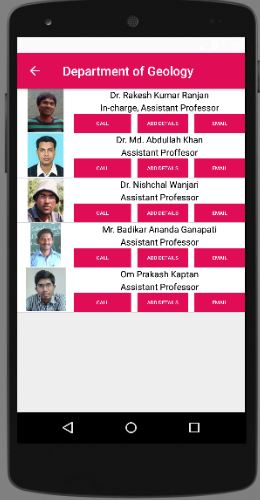 Department of Geology
Dr. Rakesh Kumar Ranjan
In-charge, Assistant Professor
CALL ADD DETAILS EMAIL
Dr. Md. Abdullah Khan
Assistant Proffesor
CALL ADD DETAILS EMAIL
Dr. Nishchal Wanjari
Assistant Professor
CALL ADD DETAILS EMAIL
Mr. Badikar Ananda Ganapati
Assistant Professor
CALL ADD DETAILS EMAIL
Om Prakash Kaptan
Assistant Professor
CALL ADD DETAILS EMAIL